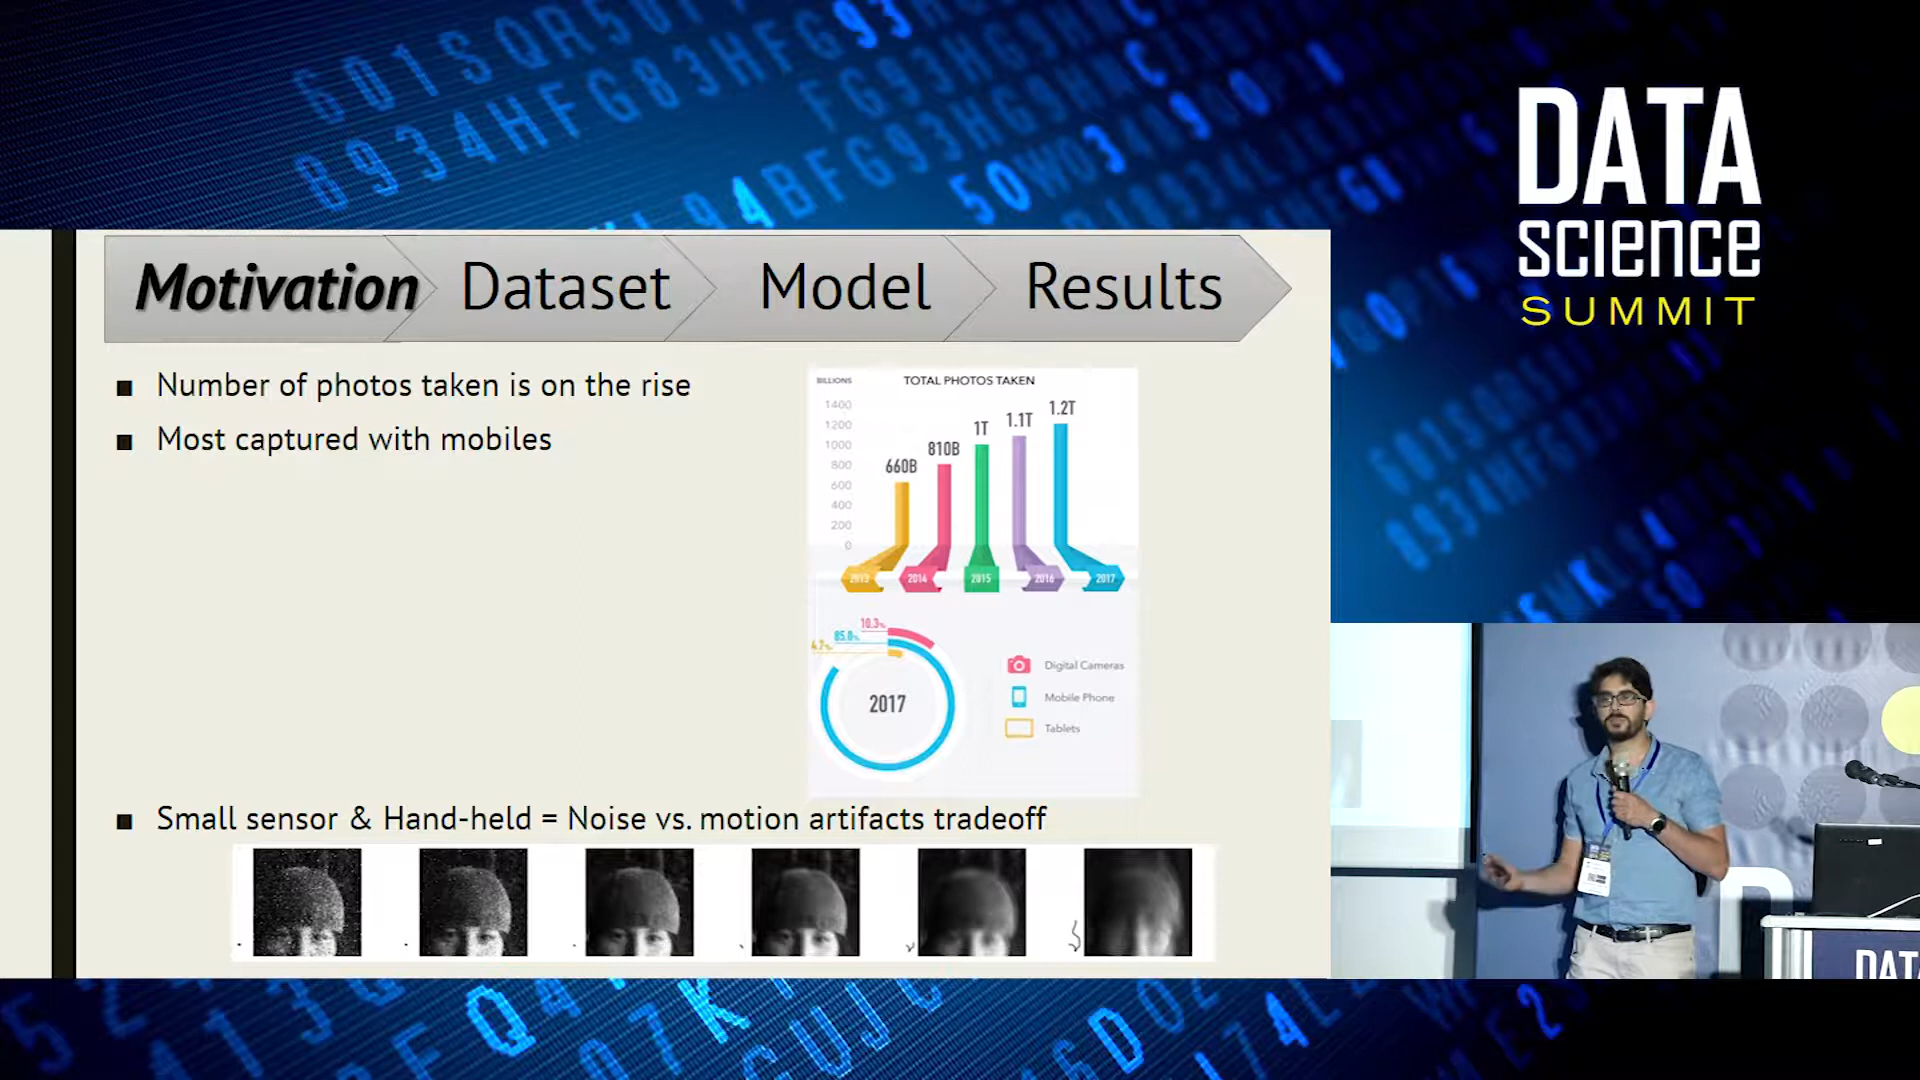 DATA
SCIENCE
SUMMIT
Motivation
Dataset
Model
Results
■ Number of photos taken is on the rise
■ Most captured with mobiles
BILLIONS
TOTAL PHOTOS TAKEN
1400
1200
1000
800
600
400
200
0
660B
810B
1T
1.1T
1.2T
2013
2014
2015
2016
2017
10.3%
85.0%
4.7%
2017
Digital Cameras
Mobile Phone
Tablets
■ Small sensor & Hand-held = Noise vs. motion artifacts tradeoff